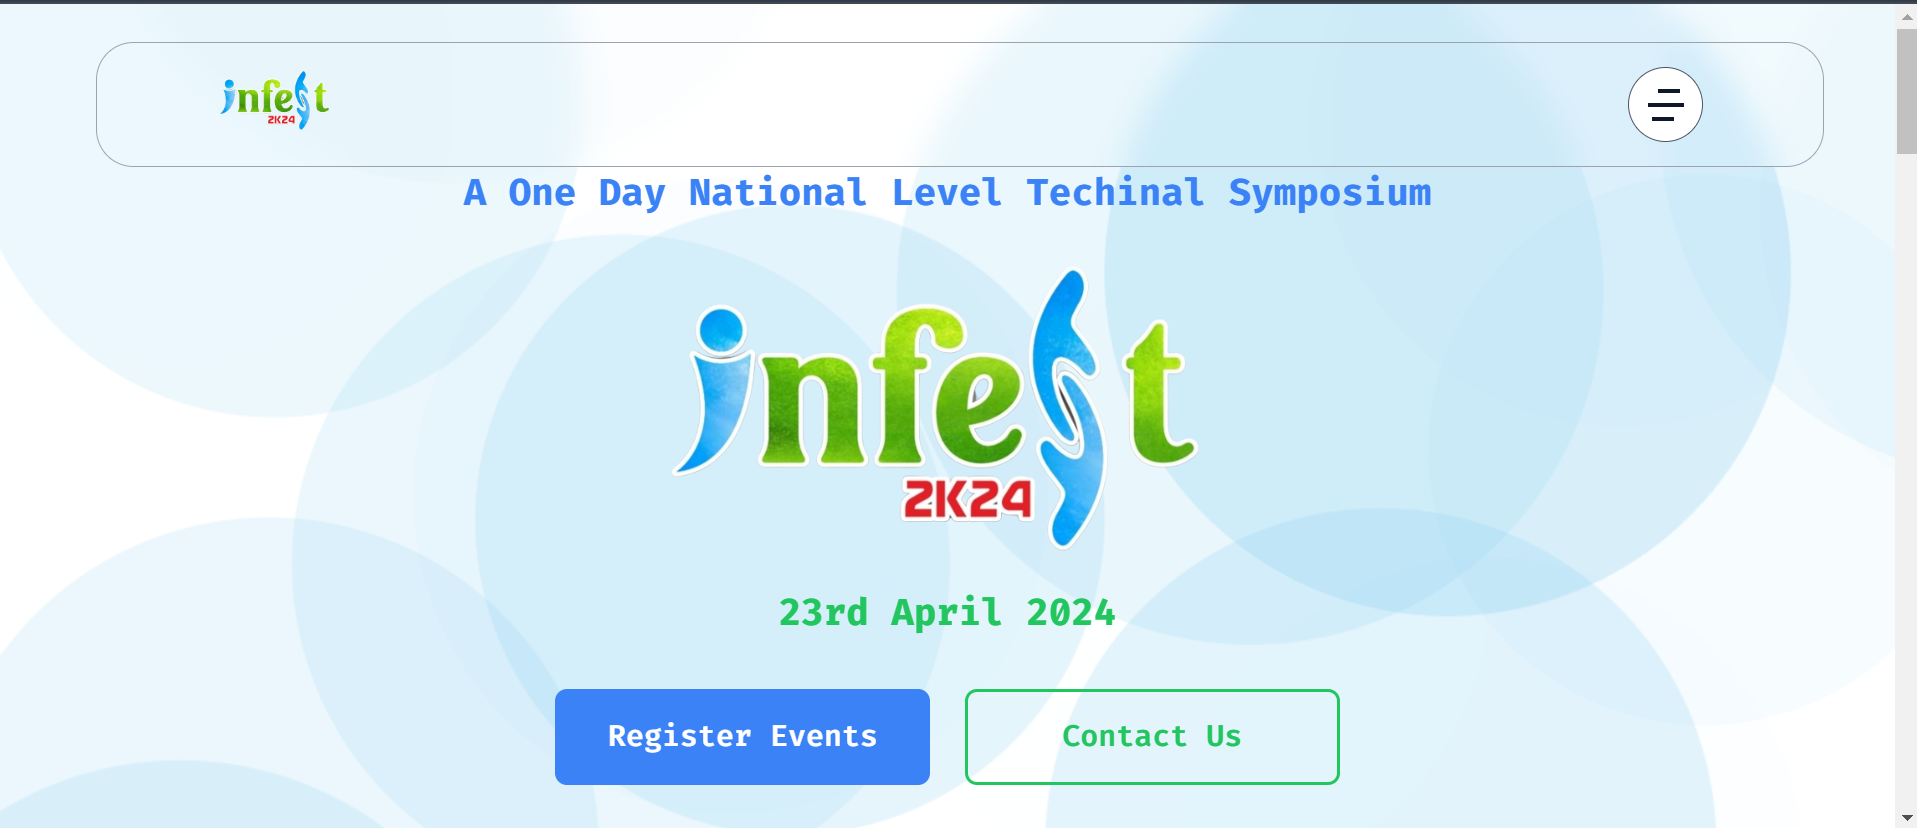 infest
2K24
A One Day National Level Techinal Symposium
infest
2K24
23rd April 2024
Register Events
Contact Us